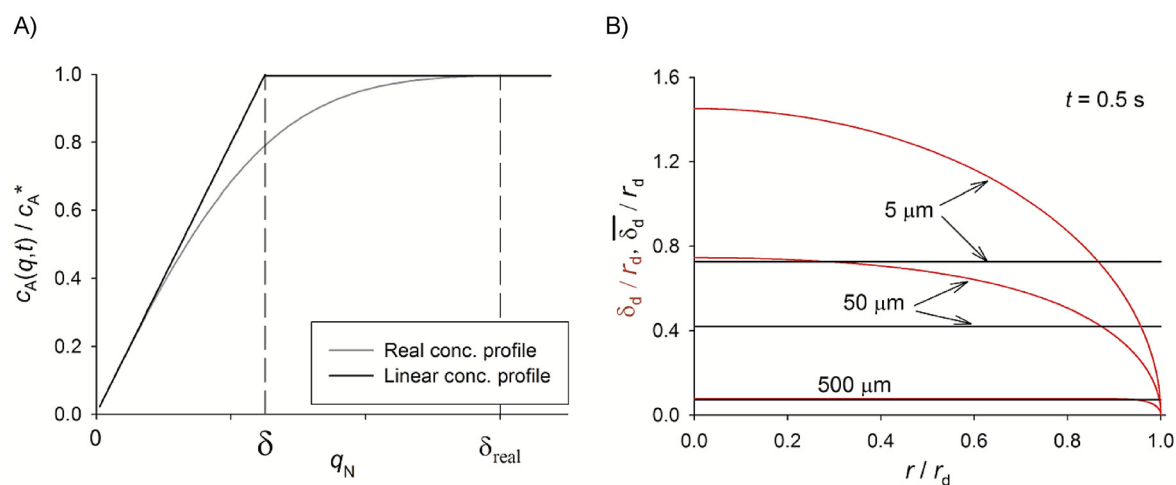 A)
1.0
0.8
0.6
0.4
0.2
0.0
c_A(q,t) / c_A*
Real conc. profile
Linear conc. profile
0
δ
q_N
δ_real
B)
1.6
1.2
0.8
0.4
0.0
δ_d / r_d, δ̅_d / r_d
t = 0.5 s
5 μm
50 μm
500 μm
0.0 0.2 0.4 0.6 0.8 1.0
r / r_d